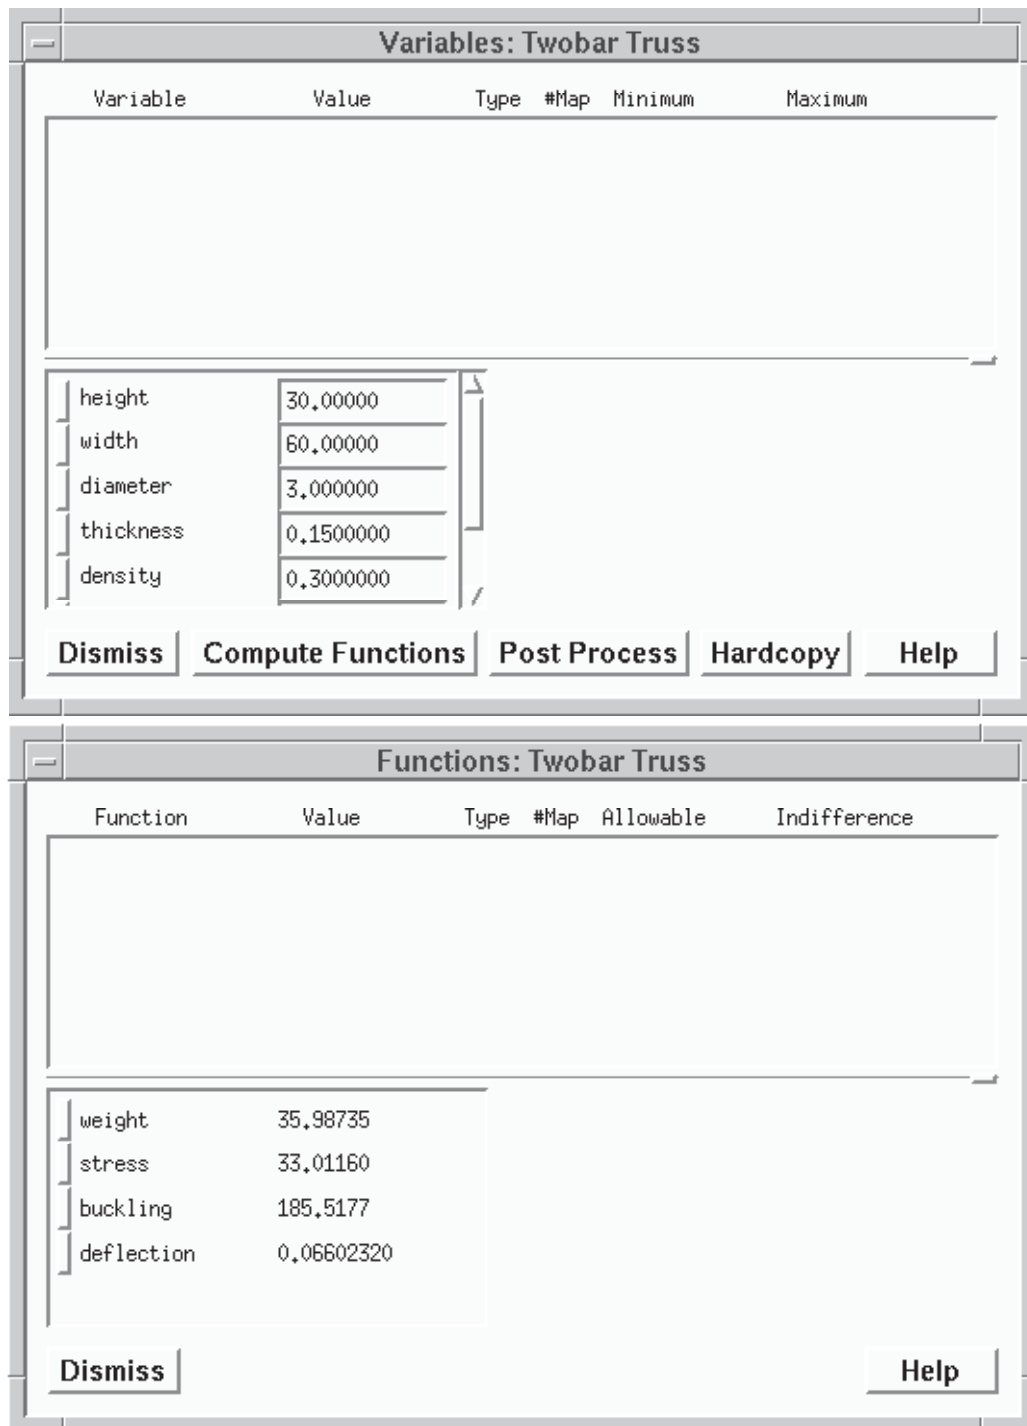 Variables: Twobar Truss
Variable Value Type #Map Minimum Maximum
height 30.00000
width 60.00000
diameter 3.000000
thickness 0.1500000
density 0.3000000
Dismiss Compute Functions Post Process Hardcopy Help
Functions: Twobar Truss
Function Value Type #Map Allowable Indifference
weight 35.98735
stress 33.01160
buckling 185.5177
deflection 0.06602320
Dismiss Help